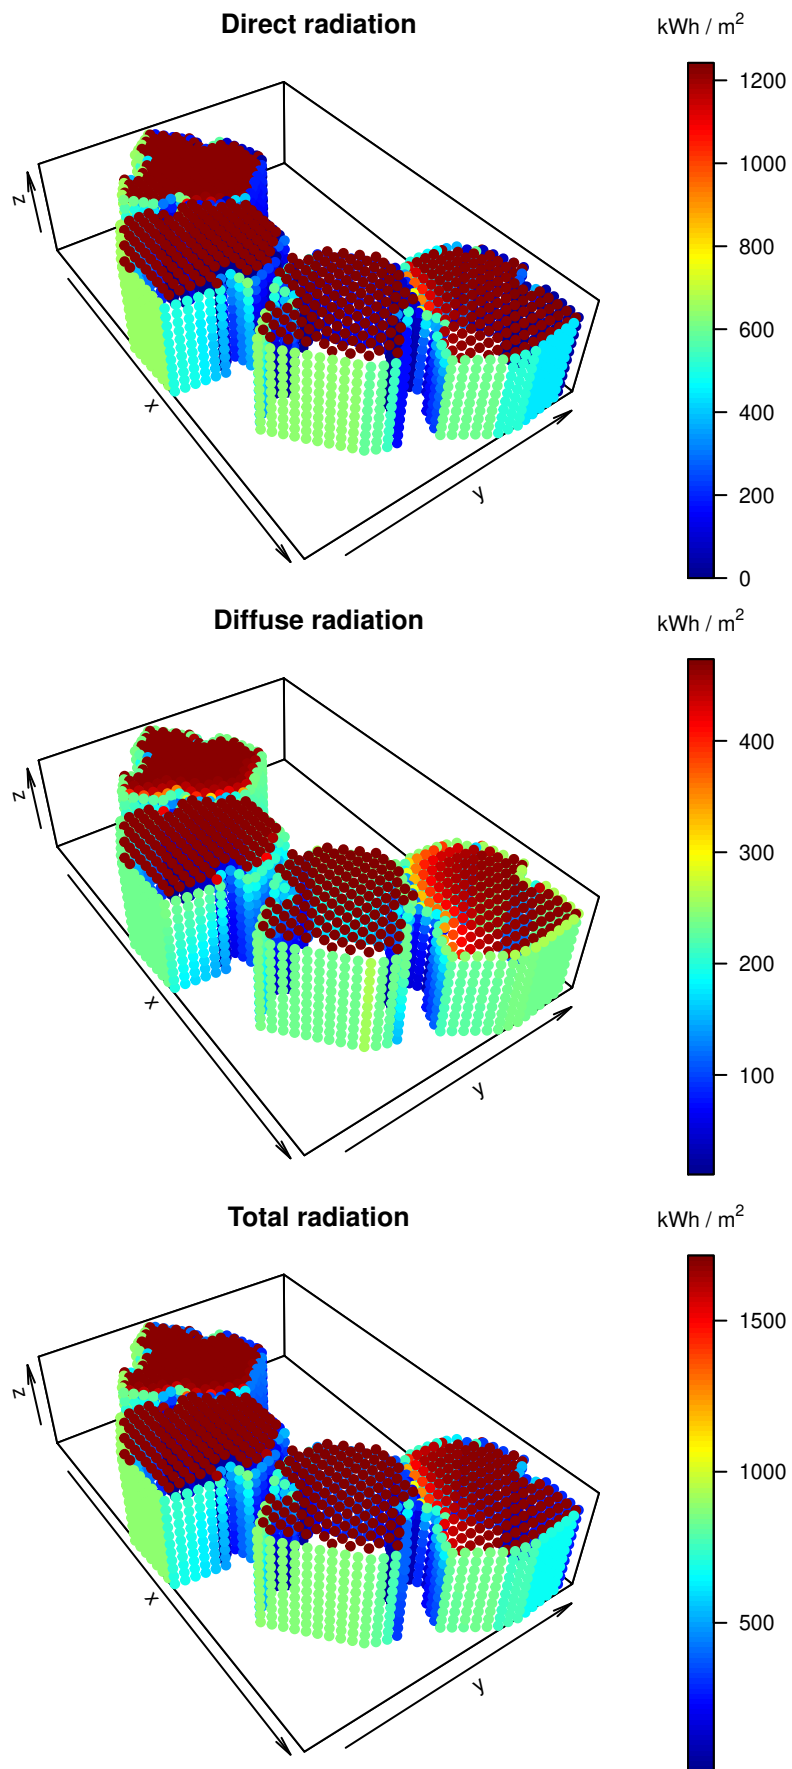 Direct radiation
kWh / m²
1200
1000
800
600
400
200
0
z
x
y
Diffuse radiation
kWh / m²
400
300
200
100
z
x
y
Total radiation
kWh / m²
1500
1000
500
z
x
y